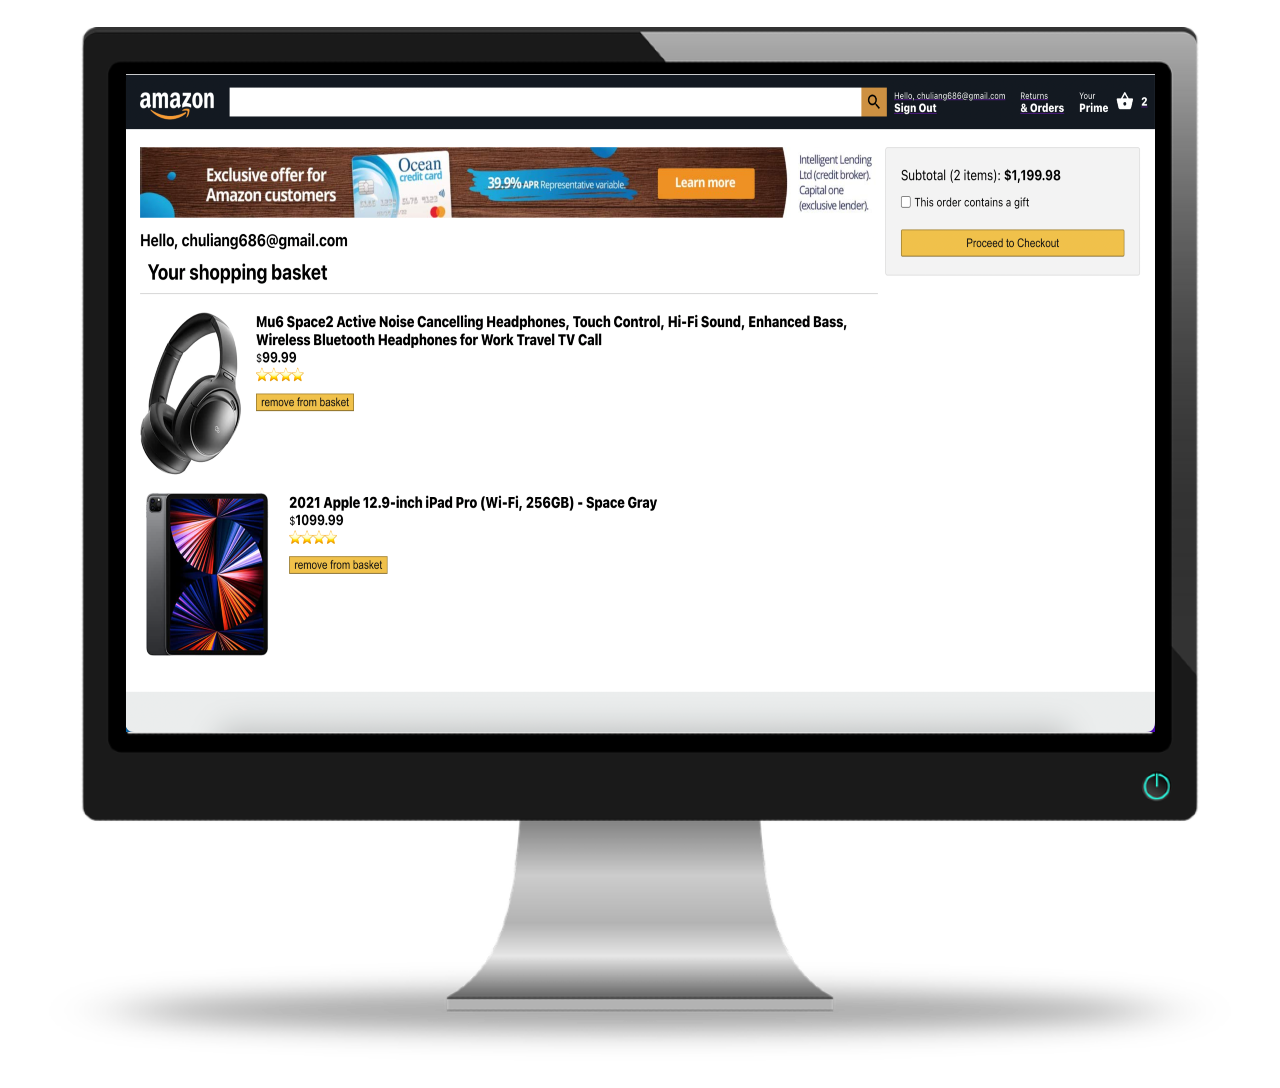 amazon
Hello, chuliang686@gmail.com
Sign Out
Returns
& Orders
Your
Prime
2
Exclusive offer for
Amazon customers
Ocean
credit card
39.9% APR Representative variable.
Learn more
Intelligent Lending
Ltd (credit broker).
Capital one
(exclusive lender).
Subtotal (2 items): $1,199.98
This order contains a gift
Proceed to Checkout
Hello, chuliang686@gmail.com
Your shopping basket
Mu6 Space2 Active Noise Cancelling Headphones, Touch Control, Hi-Fi Sound, Enhanced Bass,
Wireless Bluetooth Headphones for Work Travel TV Call
$99.99
remove from basket
2021 Apple 12.9-inch iPad Pro (Wi-Fi, 256GB) - Space Gray
$1099.99
remove from basket